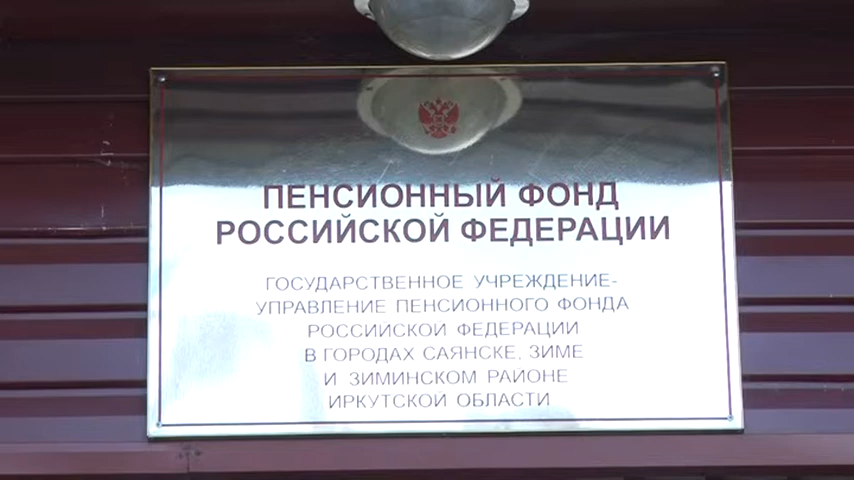 ПЕНСИОННЫЙ ФОНД
РОССИЙСКОЙ ФЕДЕРАЦИИ
ГОСУДАРСТВЕННОЕ УЧРЕЖДЕНИЕ-
УПРАВЛЕНИЕ ПЕНСИОННОГО ФОНДА
РОССИЙСКОЙ ФЕДЕРАЦИИ
В ГОРОДАХ САЯНСКЕ, ЗИМЕ
И ЗИМИНСКОМ РАЙОНЕ
ИРКУТСКОЙ ОБЛАСТИ